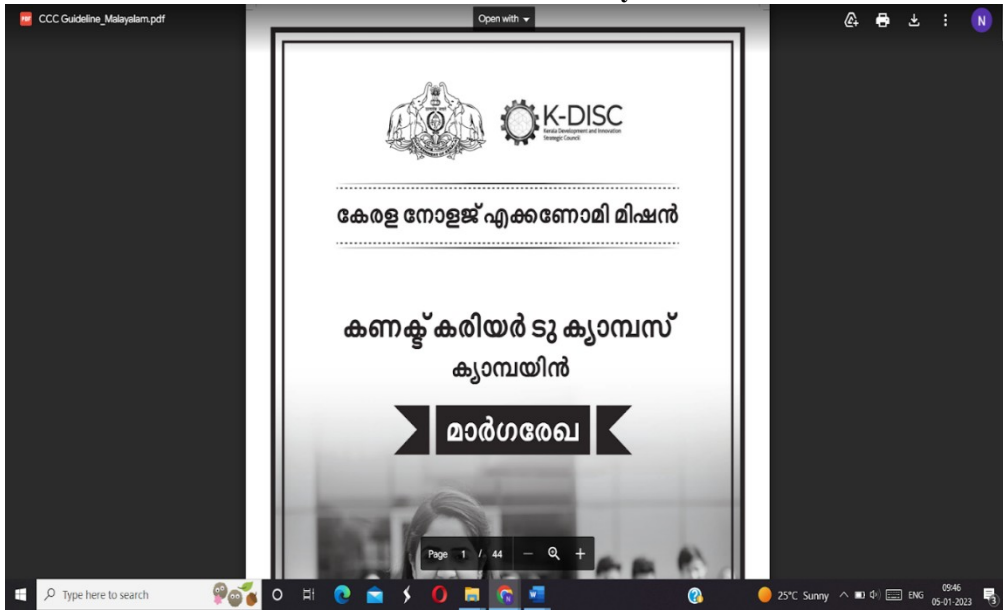 CCC Guideline_Malayalam.pdf
Open with
N
K-DISC
Kerala Development and Innovation
Strategic Council
കേരള നോളജ് എക്കണോമി മിഷൻ
കണക്ട് കരിയർ ടു ക്യാമ്പസ്
ക്യാമ്പയിൻ
മാർഗരേഖ
Page 1 / 44
Type here to search
25°C Sunny
ENG
09:46
05-01-2023